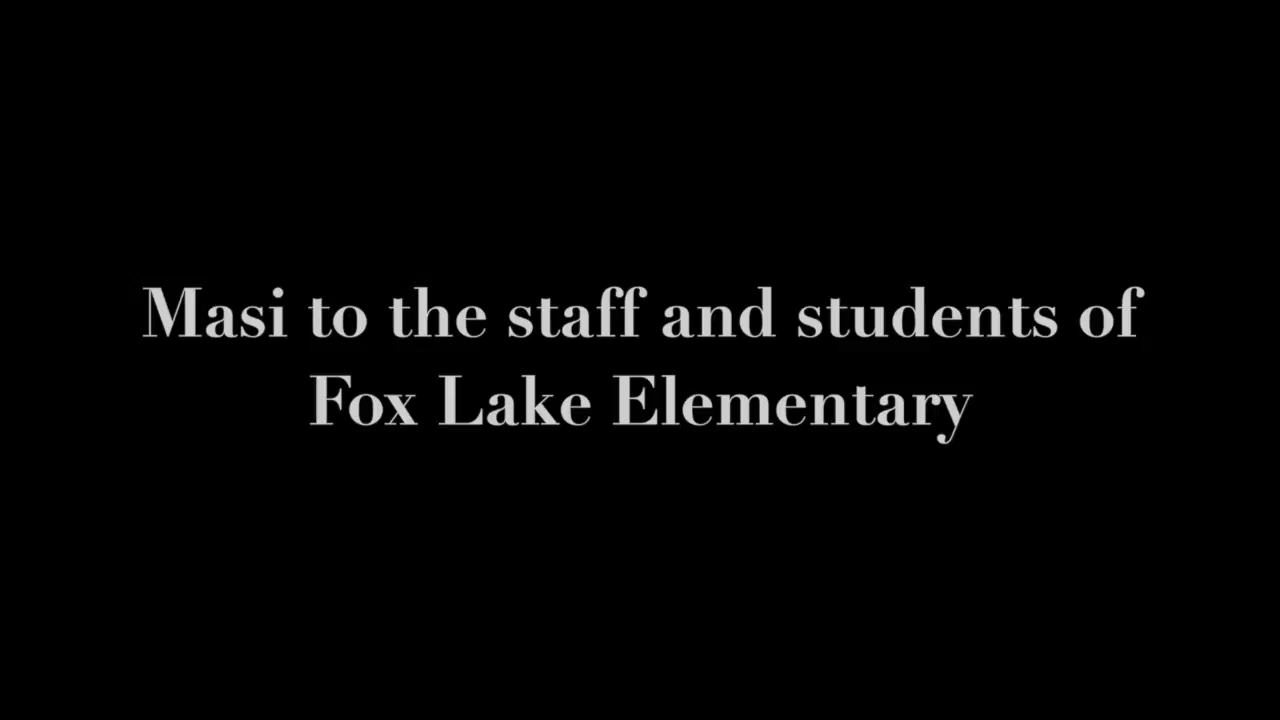 Masi to the staff and students of
Fox Lake Elementary